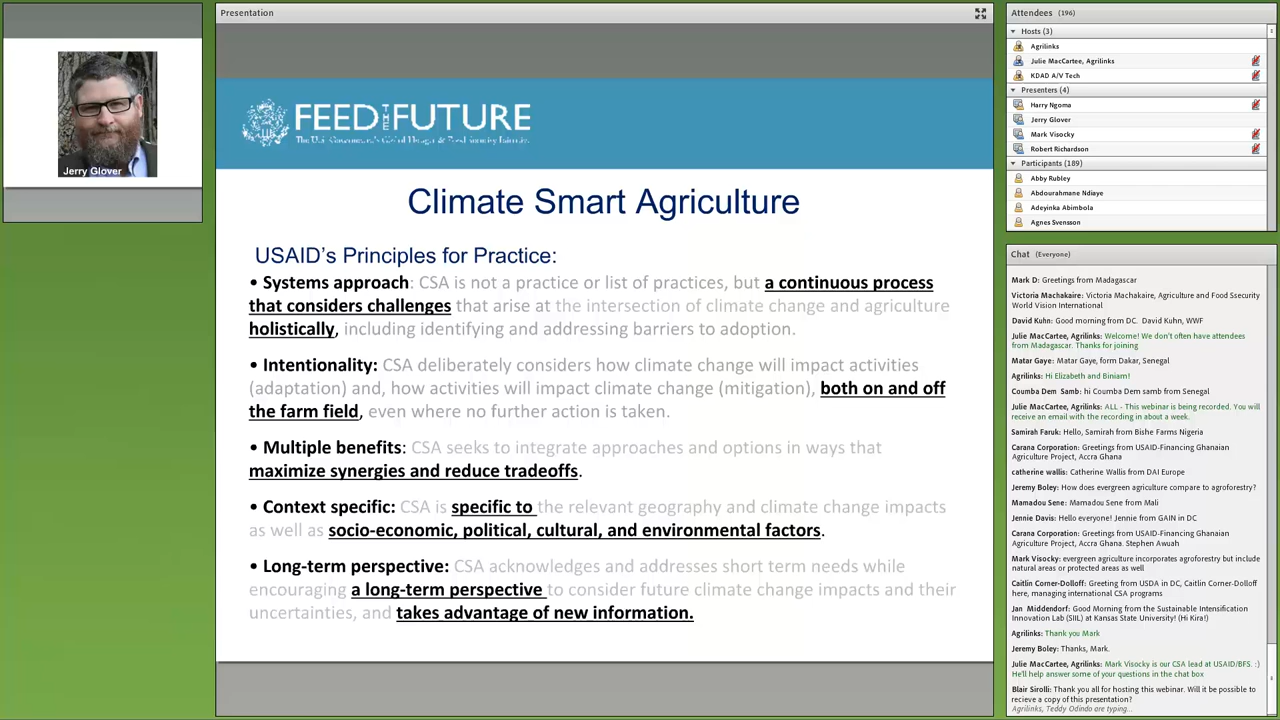 Jerry Glover
Presentation
FEED THE FUTURE
The U.S. Government's Global Hunger & Food Security Initiative
Climate Smart Agriculture
USAID's Principles for Practice:
• Systems approach: CSA is not a practice or list of practices, but a continuous process
that considers challenges that arise at the intersection of climate change and agriculture
holistically, including identifying and addressing barriers to adoption.
• Intentionality: CSA deliberately considers how climate change will impact activities
(adaptation) and, how activities will impact climate change (mitigation), both on and off
the farm field, even where no further action is taken.
• Multiple benefits: CSA seeks to integrate approaches and options in ways that
maximize synergies and reduce tradeoffs.
• Context specific: CSA is specific to the relevant geography and climate change impacts
as well as socio-economic, political, cultural, and environmental factors.
• Long-term perspective: CSA acknowledges and addresses short term needs while
encouraging a long-term perspective to consider future climate change impacts and their
uncertainties, and takes advantage of new information.
Attendees (196)
Hosts (3)
Agrilinks
Julie MacCartee, Agrilinks
KDAD A/V Tech
Presenters (4)
Harry Ngoma
Jerry Glover
Mark Visocky
Robert Richardson
Participants (189)
Abby Rubley
Abdourahmane Ndiaye
Adeyinka Abimbola
Agnes Svensson
Chat (Everyone)
Mark D: Greetings from Madagascar
Victoria Machakaire: Victoria Machakaire, Agriculture and Food Ssecurity
World Vision International
David Kuhn: Good morning from DC. David Kuhn, WWF
Julie MacCartee, Agrilinks: Welcome! We don't often have attendees
from Madagascar. Thanks for joining
Matar Gaye: Matar Gaye, form Dakar, Senegal
Agrilinks: Hi Elizabeth and Biniam!
Coumba Dem Samb: hi Coumba Dem samb from Senegal
Julie MacCartee, Agrilinks: ALL - This webinar is being recorded. You will
receive an email with the recording in about a week.
Samirah Faruk: Hello, Samirah from Bishe Farms Nigeria
Carana Corporation: Greetings from USAID-Financing Ghanaian
Agriculture Project, Accra Ghana
catherine wallis: Catherine Wallis from DAI Europe
Jeremy Boley: How does evergreen agriculture compare to agroforestry?
Mamadou Sene: Mamadou Sene from Mali
Jennie Davis: Hello everyone! Jennie from GAIN in DC
Carana Corporation: Greetings from USAID-Financing Ghanaian
Agriculture Project, Accra Ghana. Stephen Awuah
Mark Visocky: evergreen agriculture incorporates agroforestry but include
natural areas or protected areas as well
Caitlin Corner-Dolloff: Greeting from USDA in DC, Caitlin Corner-Dolloff
here, managing international CSA programs
Jan Middendorf: Good Morning from the Sustainable Intensification
Innovation Lab (SIIL) at Kansas State University! (Hi Kira!)
Agrilinks: Thank you Mark
Jeremy Boley: Thanks, Mark.
Julie MacCartee, Agrilinks: Mark Visocky is our CSA lead at USAID/BFS. :)
He'll help answer some of your questions in the chat box
Blair Sirolli: Thank you all for hosting this webinar. Will it be possible to
recieve a copy of this presentation?
Agrilinks, Teddy Odindo are typing...